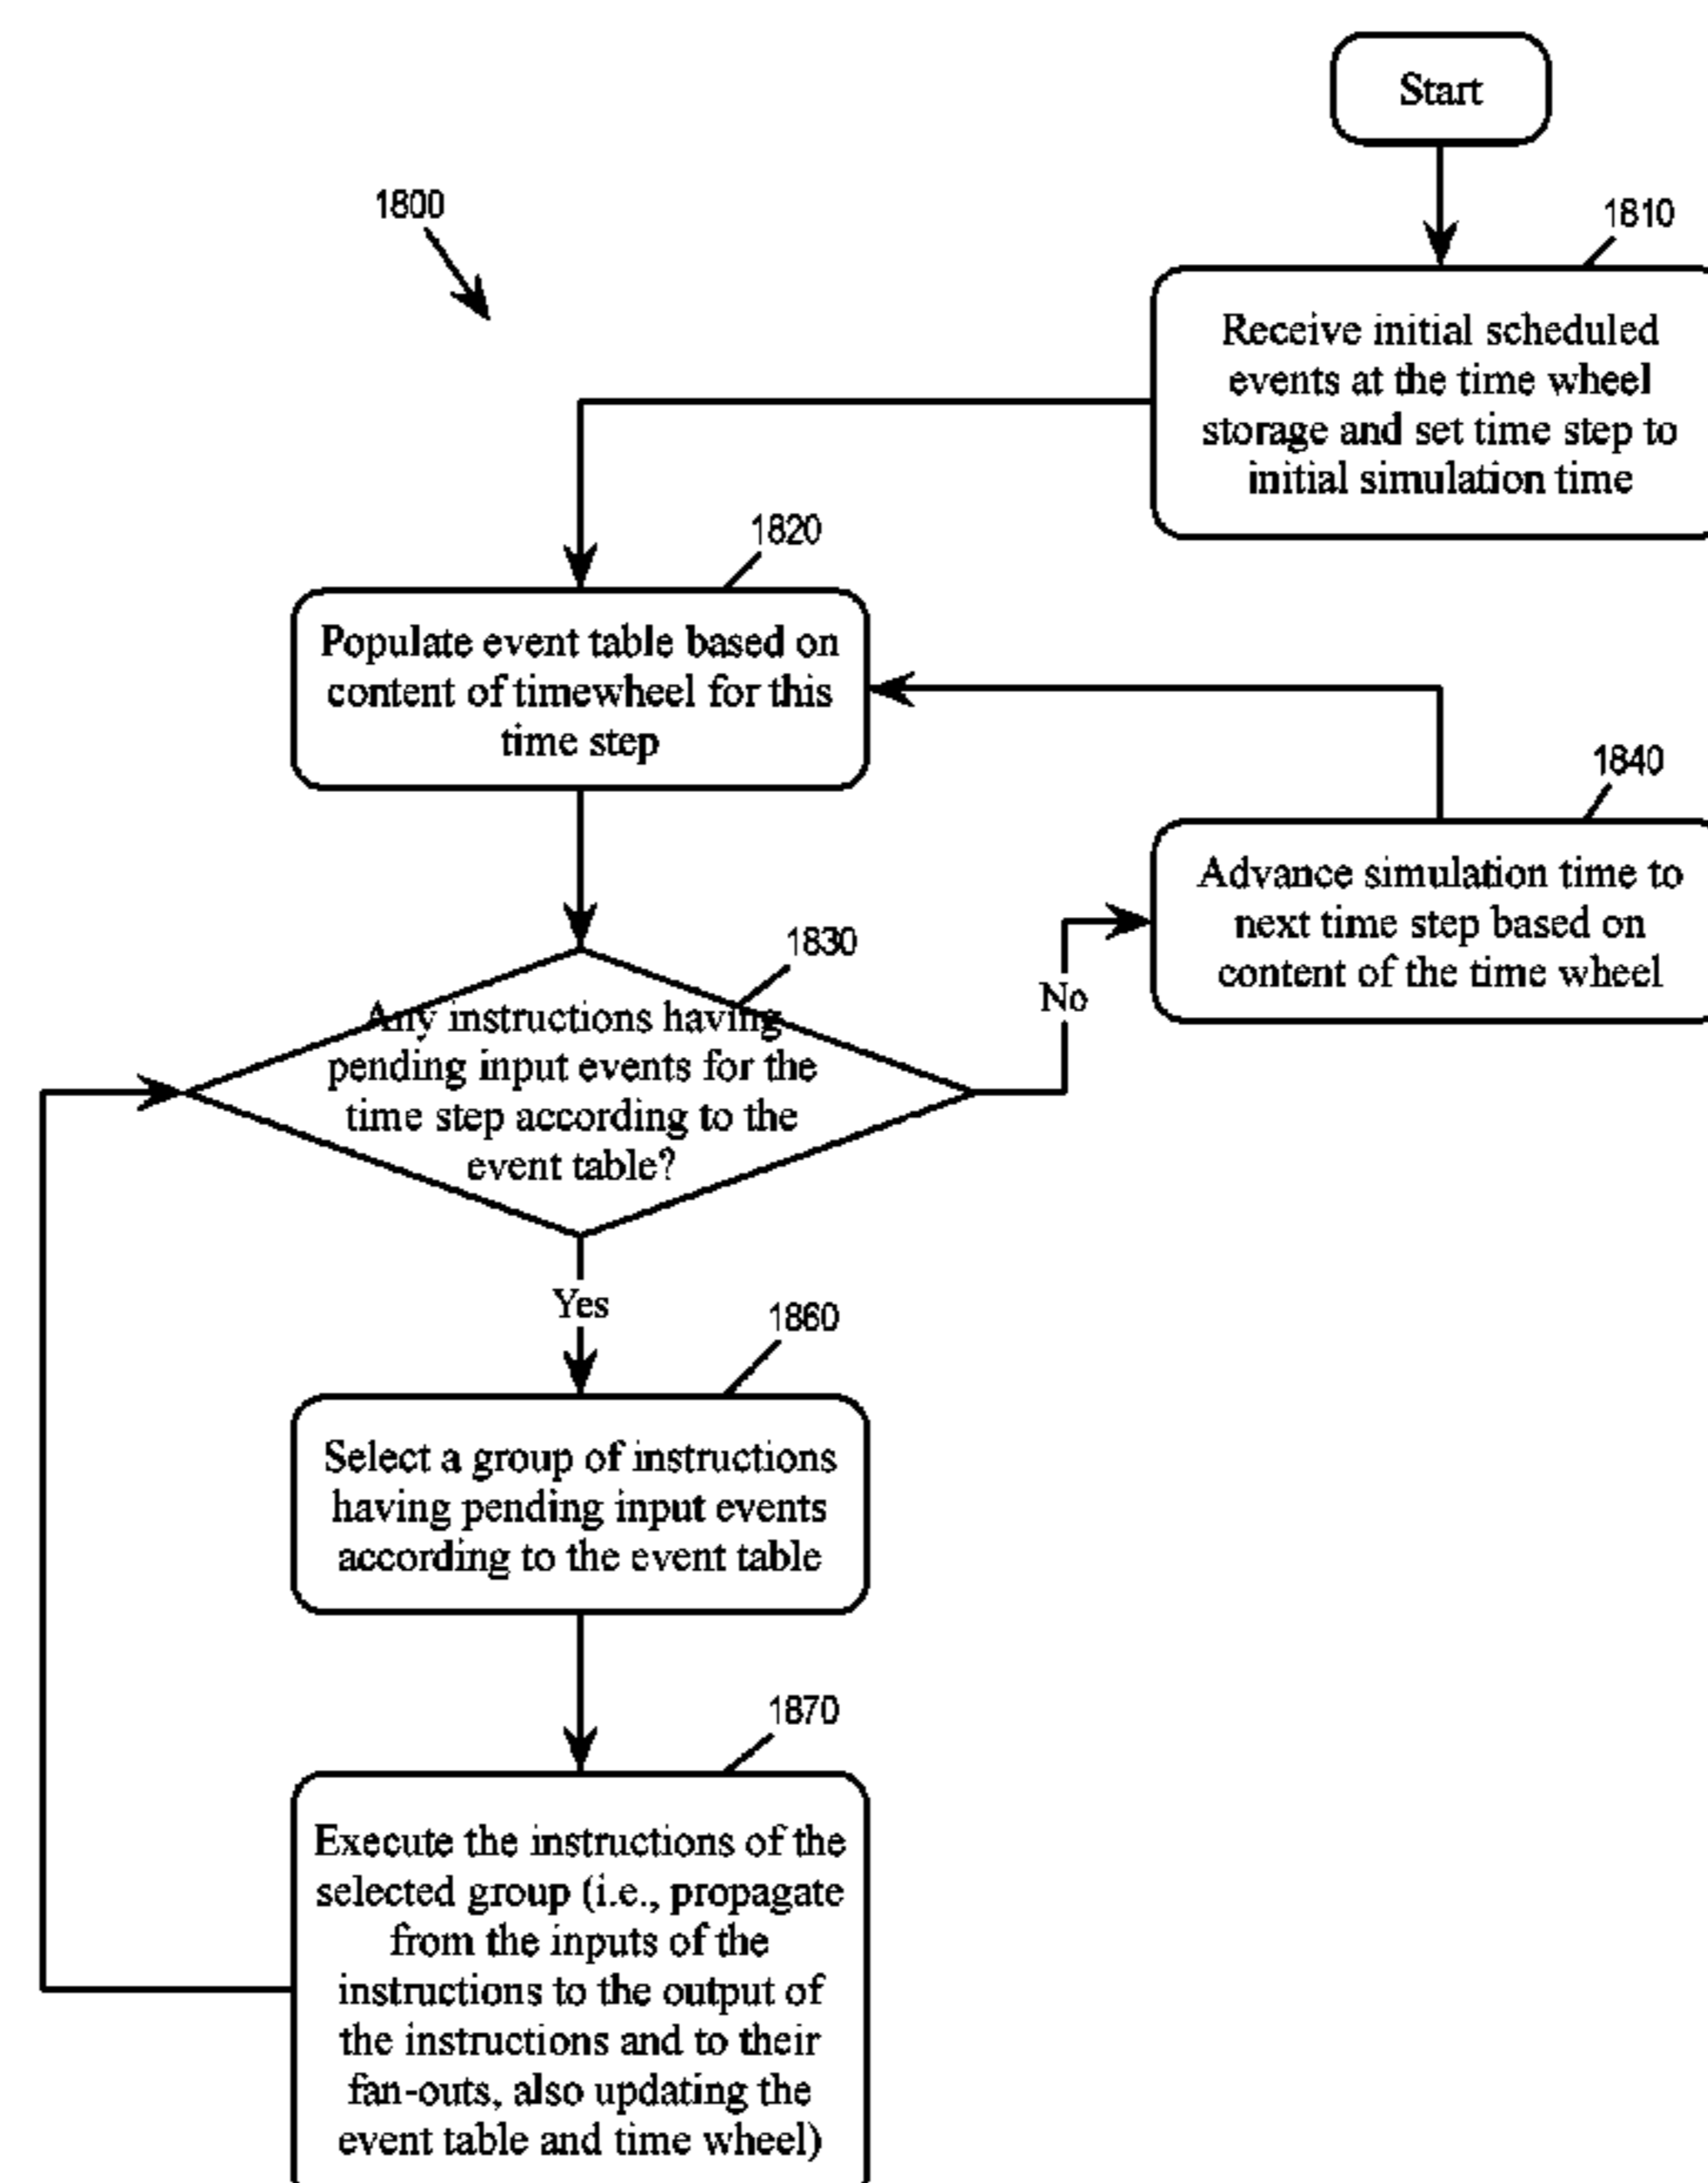 Start
1800
1810
Receive initial scheduled
events at the time wheel
storage and set time step to
initial simulation time
1820
Populate event table based on
content of timewheel for this
time step
1840
Advance simulation time to
next time step based on
content of the time wheel
1830
Any instructions having
pending input events for the
time step according to the
event table?
No
Yes
1860
Select a group of instructions
having pending input events
according to the event table
1870
Execute the instructions of the
selected group (i.e., propagate
from the inputs of the
instructions to the output of
the instructions and to their
fan-outs, also updating the
event table and time wheel)